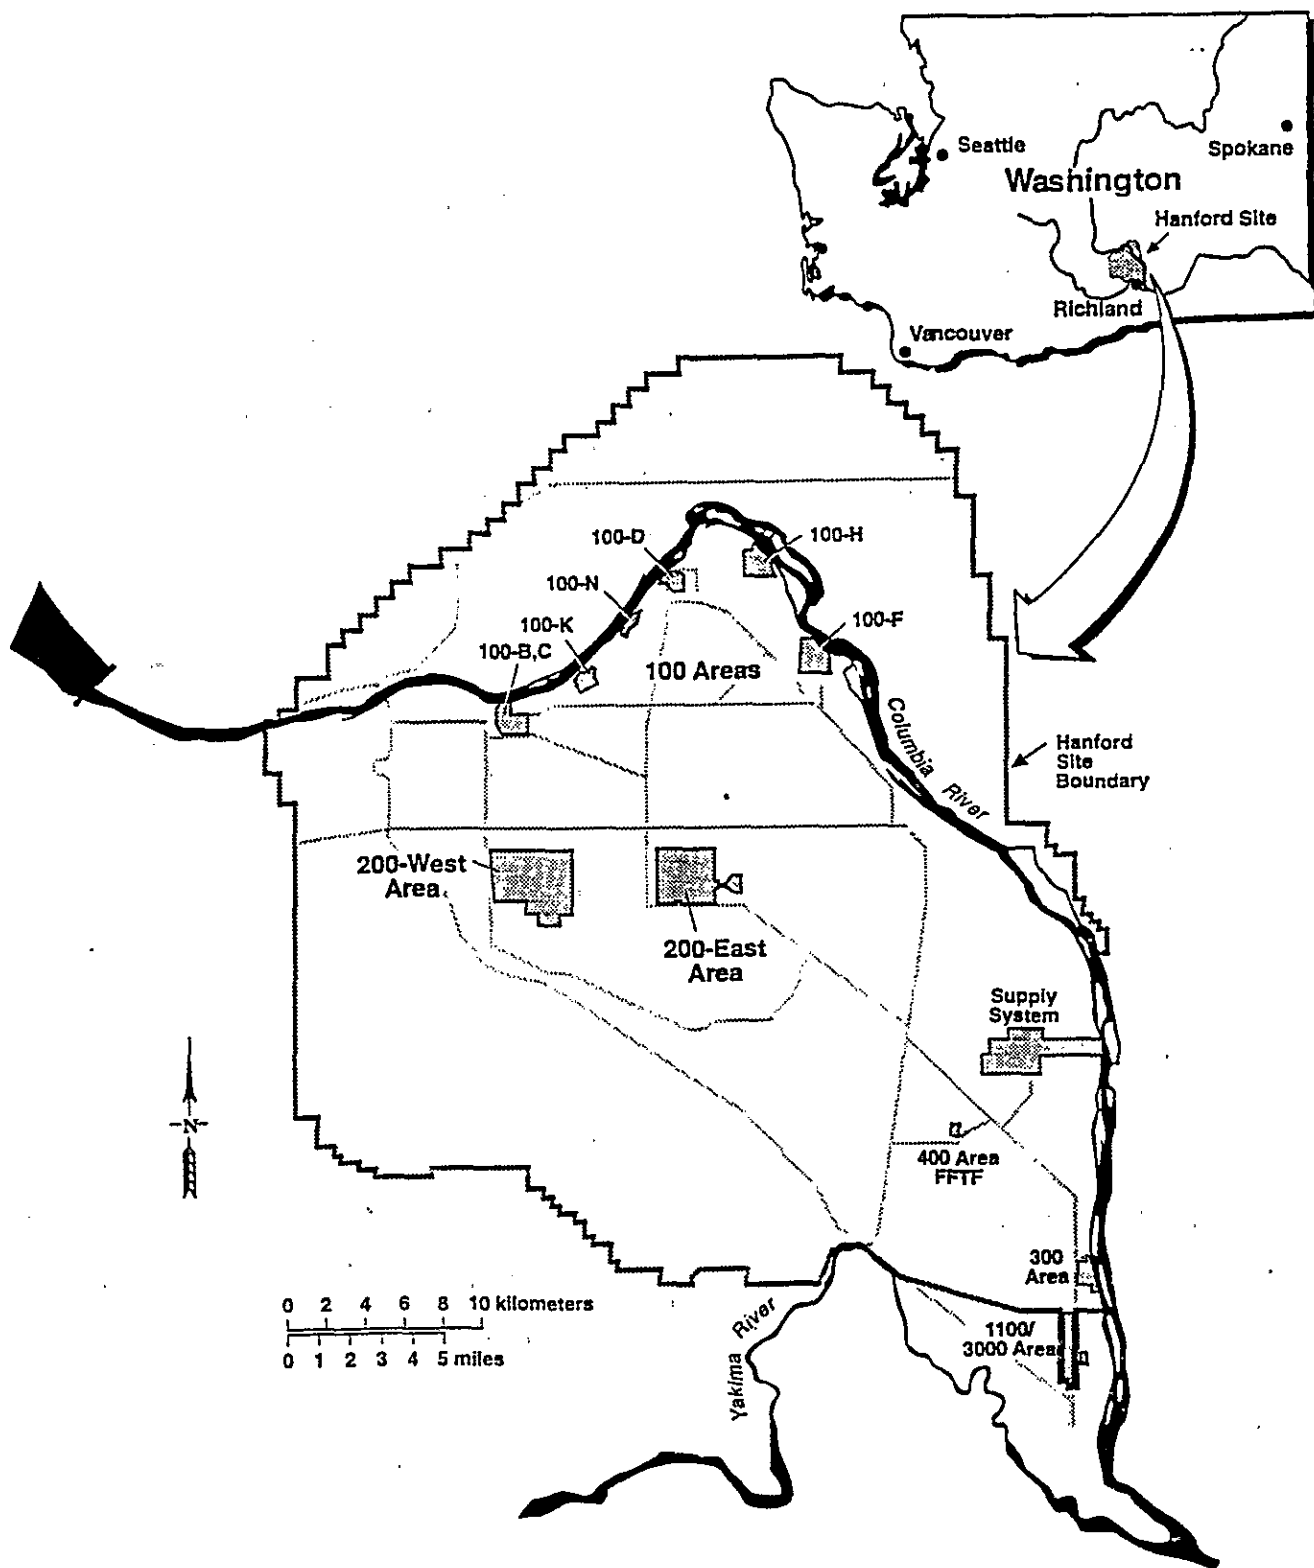 Seattle
Spokane
Washington
Hanford Site
Richland
Vancouver
100-D
100-H
100-N
100-K
100-F
100-B,C
100 Areas
Columbia
River
Hanford
Site
Boundary
200-West
Area
200-East
Area
Supply
System
N
400 Area
FFTF
300
Area
0 2 4 6 8 10 kilometers
0 1 2 3 4 5 miles
1100/
3000 Area
Yakima River